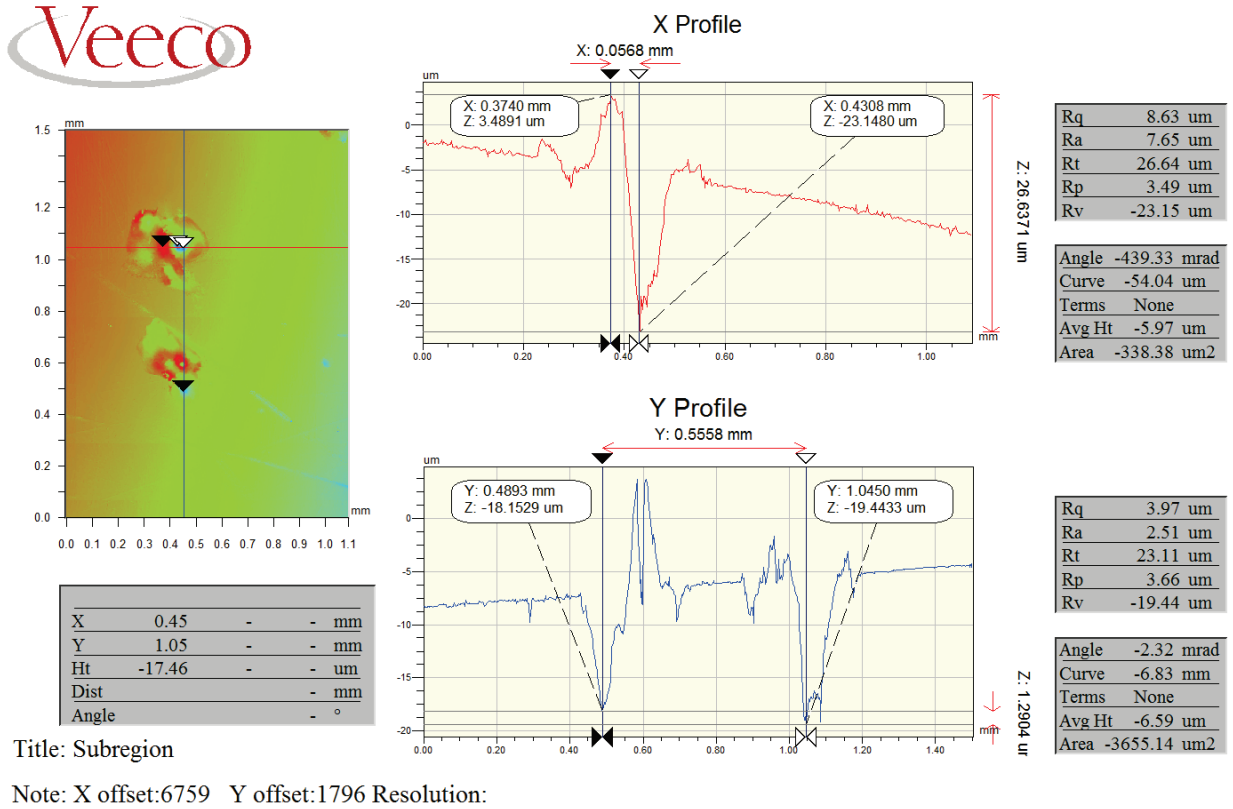 Veeco
X Profile
X: 0.0568 mm
um
X: 0.3740 mm
Z: 3.4891 um
X: 0.4308 mm
Z: -23.1480 um
0
-5
-10
-15
-20
0.00 0.20 0.40 0.60 0.80 1.00
mm
Z: 26.6371 um
Rq 8.63 um
Ra 7.65 um
Rt 26.64 um
Rp 3.49 um
Rv -23.15 um
Angle -439.33 mrad
Curve -54.04 um
Terms None
Avg Ht -5.97 um
Area -338.38 um2
mm
1.5
1.2
1.0
0.8
0.6
0.4
0.2
0.0
mm
0.0 0.1 0.2 0.3 0.4 0.5 0.6 0.7 0.8 0.9 1.0 1.1
Y Profile
Y: 0.5558 mm
um
Y: 0.4893 mm
Z: -18.1529 um
Y: 1.0450 mm
Z: -19.4433 um
0
-5
-10
-15
-20
0.00 0.20 0.40 0.60 0.80 1.00 1.20 1.40
mm
Z: 1.2904 ur
Rq 3.97 um
Ra 2.51 um
Rt 23.11 um
Rp 3.66 um
Rv -19.44 um
Angle -2.32 mrad
Curve -6.83 mm
Terms None
Avg Ht -6.59 um
Area -3655.14 um2
X 0.45 - - mm
Y 1.05 - - mm
Ht -17.46 - - um
Dist - mm
Angle - °
Title: Subregion
Note: X offset:6759 Y offset:1796 Resolution: